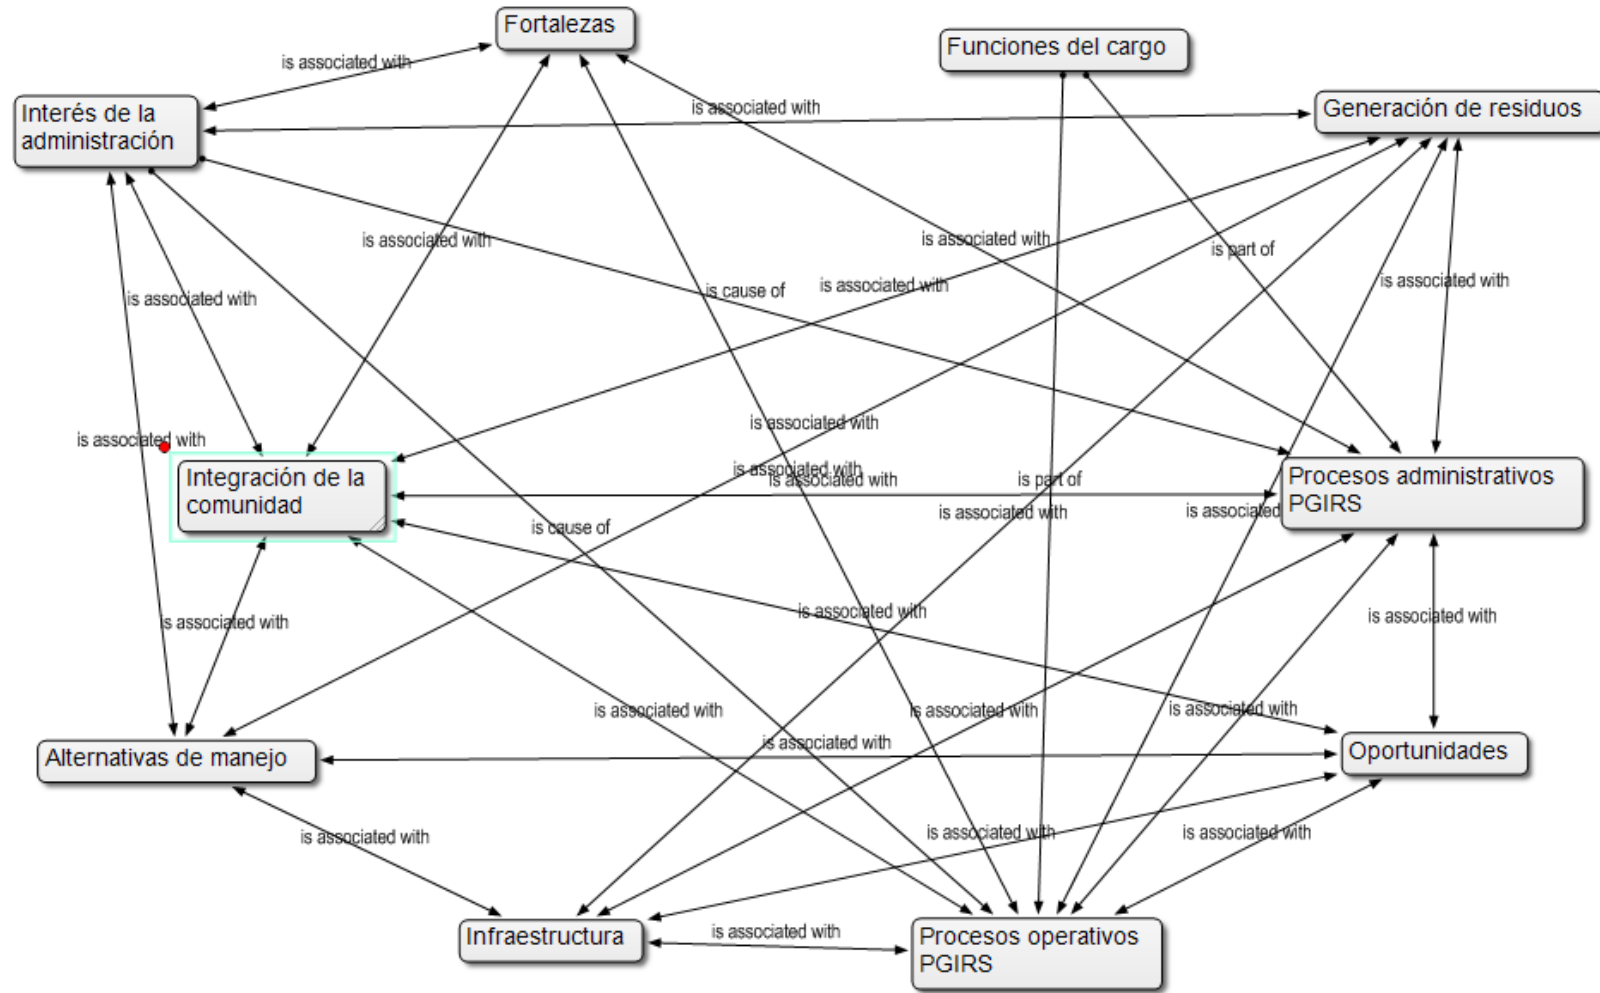 Fortalezas
Funciones del cargo
is associated with
Interés de la
administración
is associated with
Generación de residuos
is associated with
is associated with
is part of
is associated with
is cause of
is associated with
is associated with
is associated with
is associated with
is associated with
is associated with
Integración de la
comunidad
is part of
Procesos administrativos
PGIRS
is associated with
is associated
is cause of
is associated with
is associated with
is associated with
is associated with
is associated with
is associated with
is associated with
Alternativas de manejo
Oportunidades
is associated with
is associated with
is associated with
Infraestructura
is associated with
Procesos operativos
PGIRS